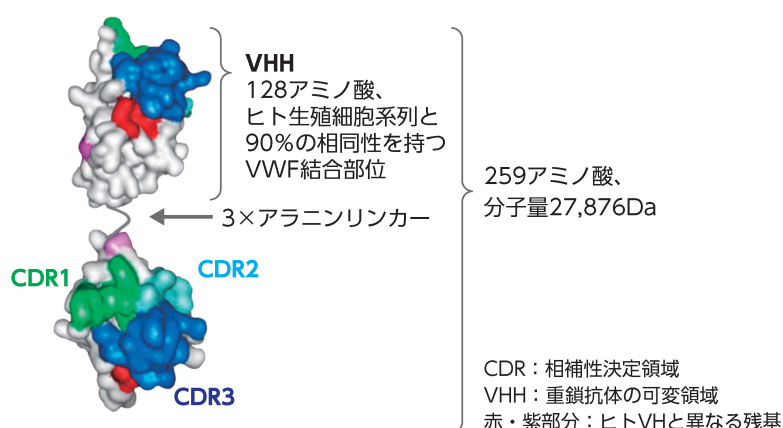 VHH
128アミノ酸、
ヒト生殖細胞系列と
90％の相同性を持つ
VWF結合部位
259アミノ酸、
分子量27,876Da
3×アラニンリンカー
CDR1
CDR2
CDR3
CDR：相補性決定領域
VHH：重鎖抗体の可変領域
赤・紫部分：ヒトVHと異なる残基